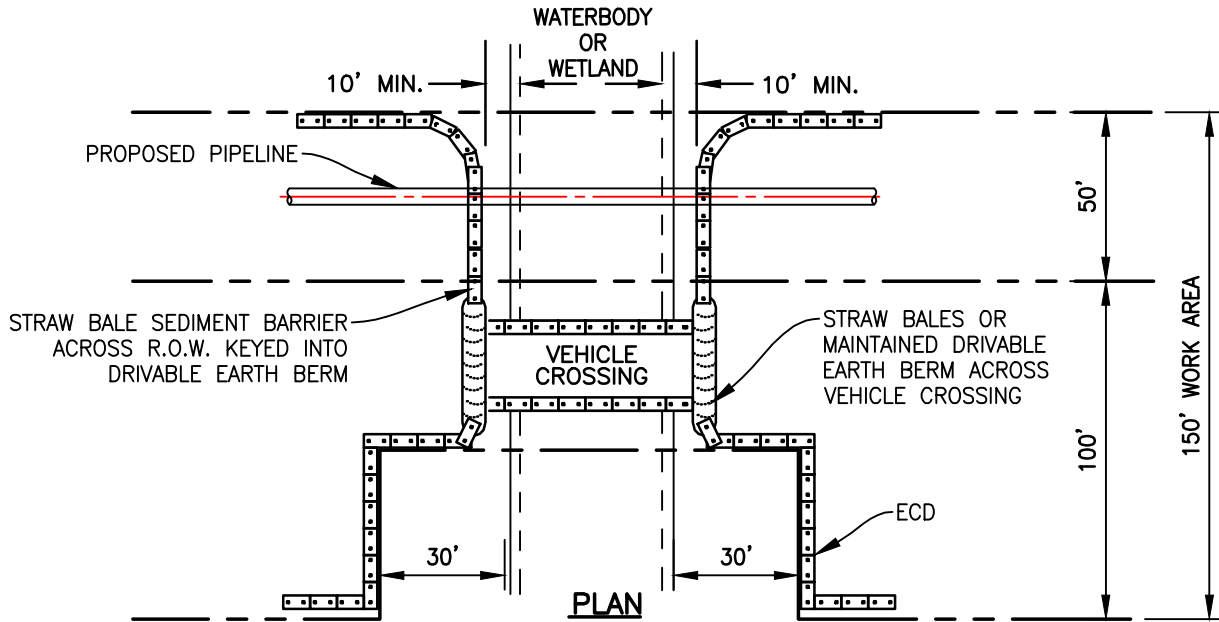 WATERBODY
OR
WETLAND
10' MIN.
10' MIN.
PROPOSED PIPELINE
50'
STRAW BALE SEDIMENT BARRIER
ACROSS R.O.W. KEYED INTO
DRIVABLE EARTH BERM
VEHICLE
CROSSING
STRAW BALES OR
MAINTAINED DRIVABLE
EARTH BERM ACROSS
VEHICLE CROSSING
100'
150' WORK AREA
ECD
30'
30'
PLAN